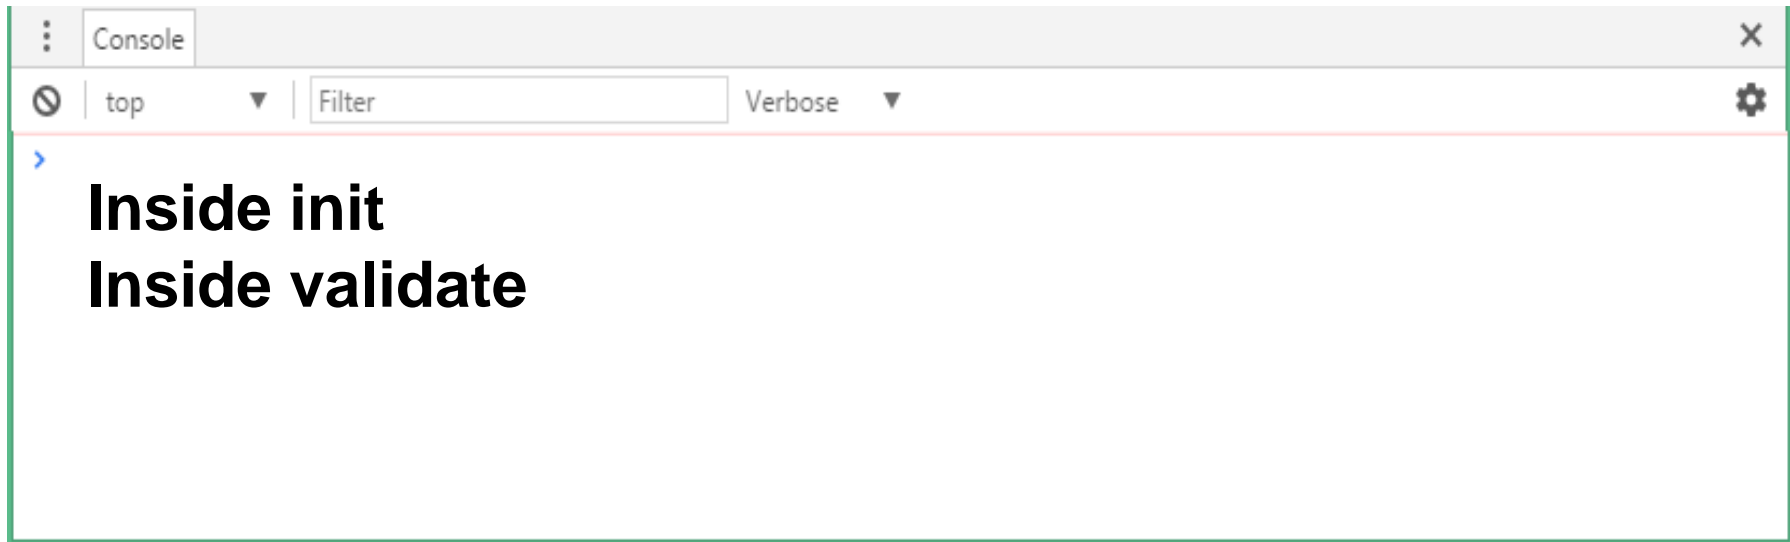 Console
top Filter Verbose
Inside init
Inside validate